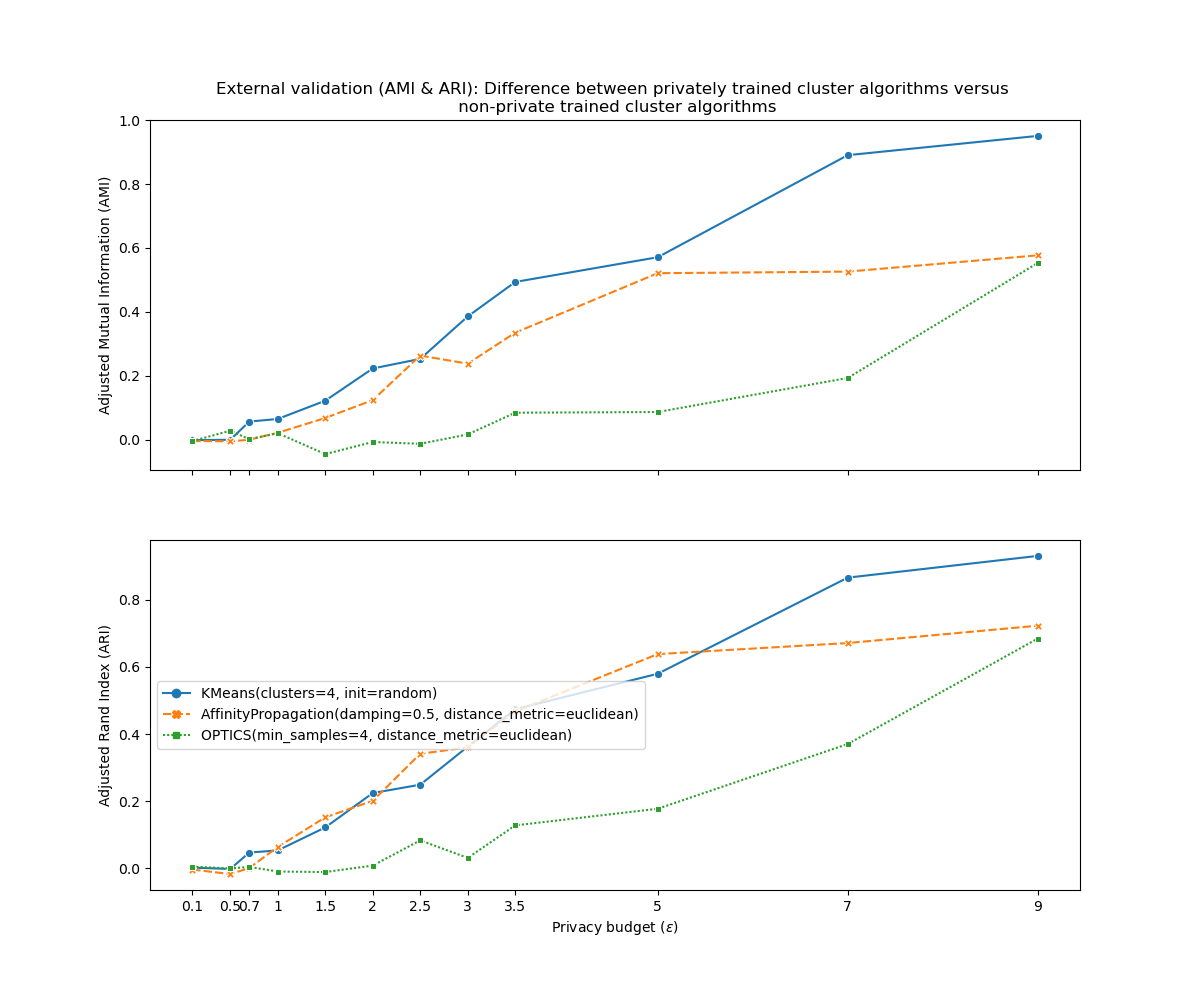 External validation (AMI & ARI): Difference between privately trained cluster algorithms versus
non-private trained cluster algorithms
Adjusted Mutual Information (AMI)
1.0
0.8
0.6
0.4
0.2
0.0
Adjusted Rand Index (ARI)
0.8
0.6
0.4
0.2
0.0
KMeans(clusters=4, init=random)
AffinityPropagation(damping=0.5, distance_metric=euclidean)
OPTICS(min_samples=4, distance_metric=euclidean)
0.1 0.5 0.7 1 1.5 2 2.5 3 3.5 5 7 9
Privacy budget (ε)